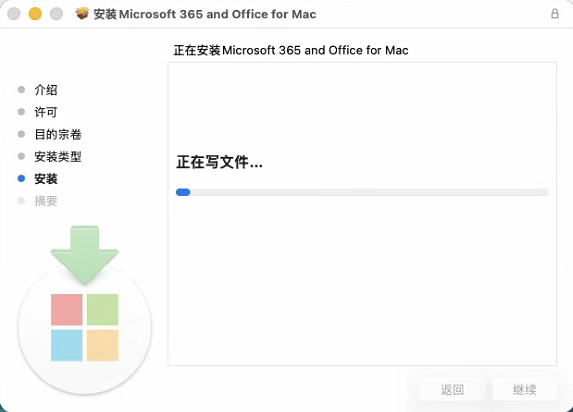 安装Microsoft 365 and Office for Mac
正在安装Microsoft 365 and Office for Mac
介绍
许可
目的宗卷
安装类型
安装
摘要
正在写文件...
返回
继续